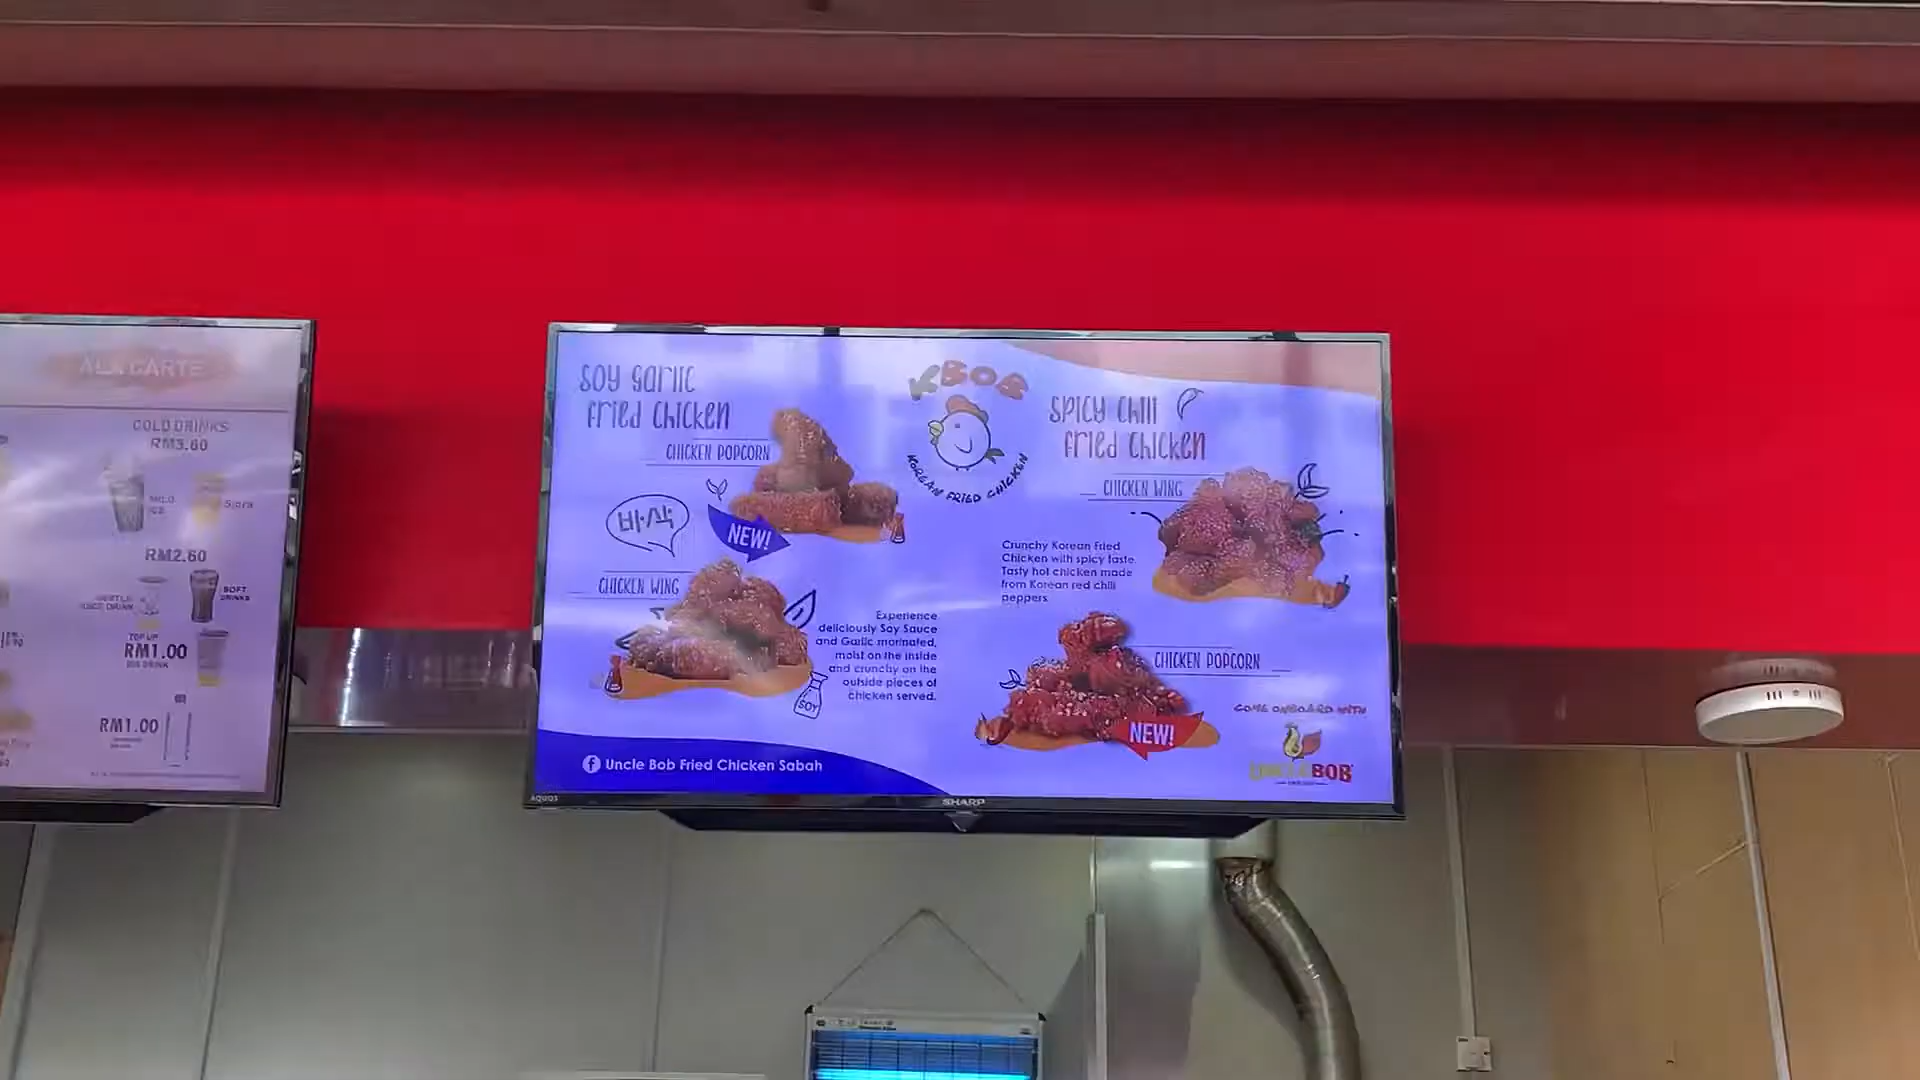 ALA CARTE
COLD DRINKS
RM3.60
MILO
ICE
Sjora
RM2.60
SOFT
DRINKS
TOP UP
RM1.00
RM1.00
SOY GARLIC
FRIED CHICKEN
CHICKEN POPCORN
바삭
NEW!
CHICKEN WING
Experience
deliciously Soy Sauce
and Garlic marinated,
moist on the inside
and crunchy on the
outside pieces of
chicken served.
SOY
Uncle Bob Fried Chicken Sabah
KBOB
KOREAN FRIED CHICKEN
SPICY CHILI
FRIED CHICKEN
CHICKEN WING
Crunchy Korean Fried
Chicken with spicy taste.
Tasty hot chicken made
from Korean red chili
peppers.
CHICKEN POPCORN
NEW!
COME ONBOARD WITH
UNCLEBOB
AQUOS
SHARP